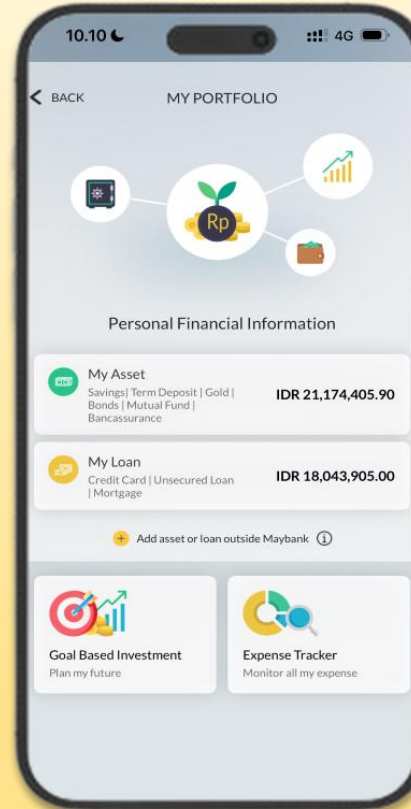 10.10
4G
BACK
MY PORTFOLIO
Rp
Personal Financial Information
My Asset
Savings| Term Deposit | Gold |
Bonds | Mutual Fund |
Bancassurance
IDR 21,174,405.90
My Loan
Credit Card | Unsecured Loan
| Mortgage
IDR 18,043,905.00
Add asset or loan outside Maybank
Goal Based Investment
Plan my future
Expense Tracker
Monitor all my expense